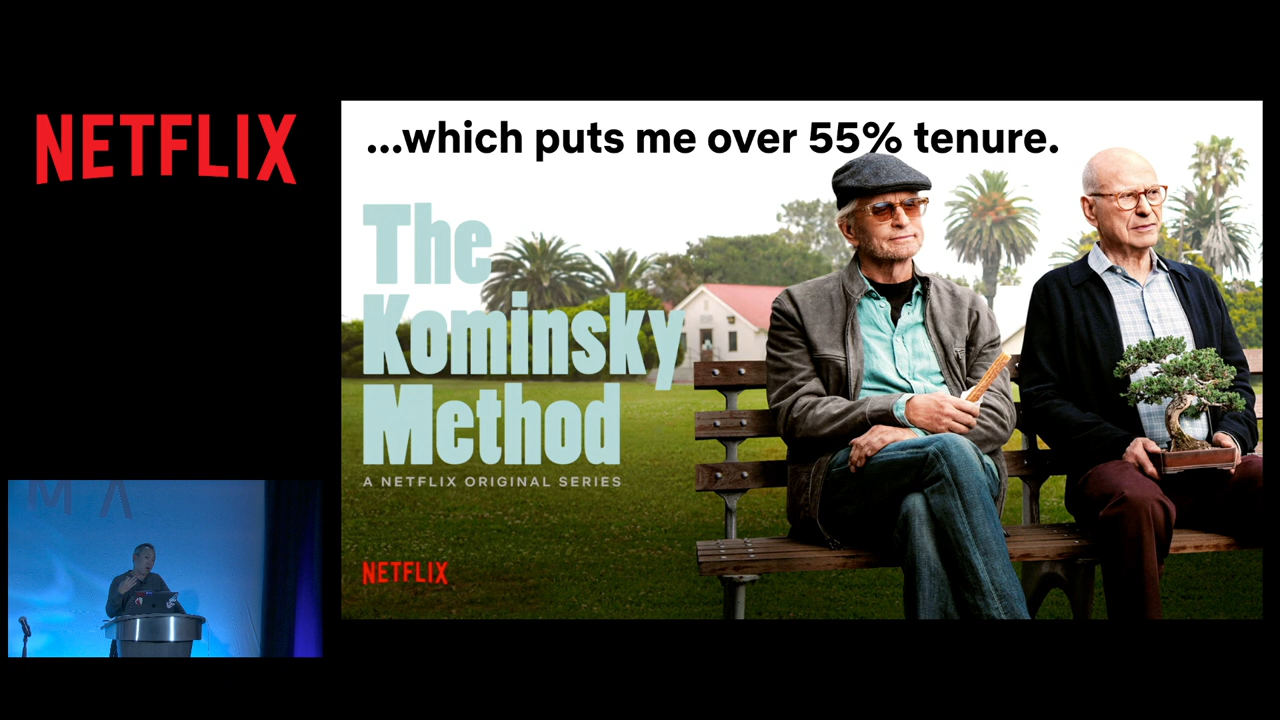 NETFLIX
...which puts me over 55% tenure.
The
Kominsky
Method
A NETFLIX ORIGINAL SERIES
NETFLIX
M A